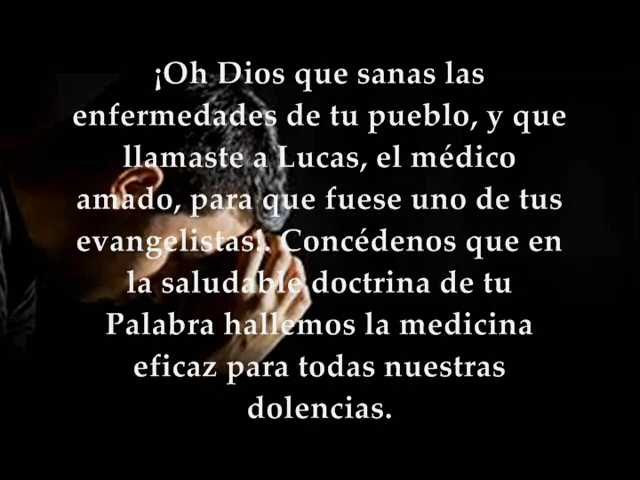 ¡Oh Dios que sanas las
enfermedades de tu pueblo, y que
llamaste a Lucas, el médico
amado, para que fuese uno de tus
evangelistas!. Concédenos que en
la saludable doctrina de tu
Palabra hallemos la medicina
eficaz para todas nuestras
dolencias.